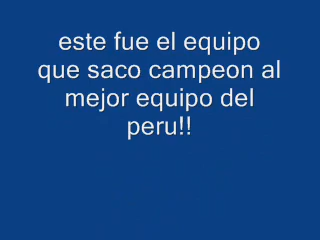 este fue el equipo
que saco campeon al
mejor equipo del
peru!!